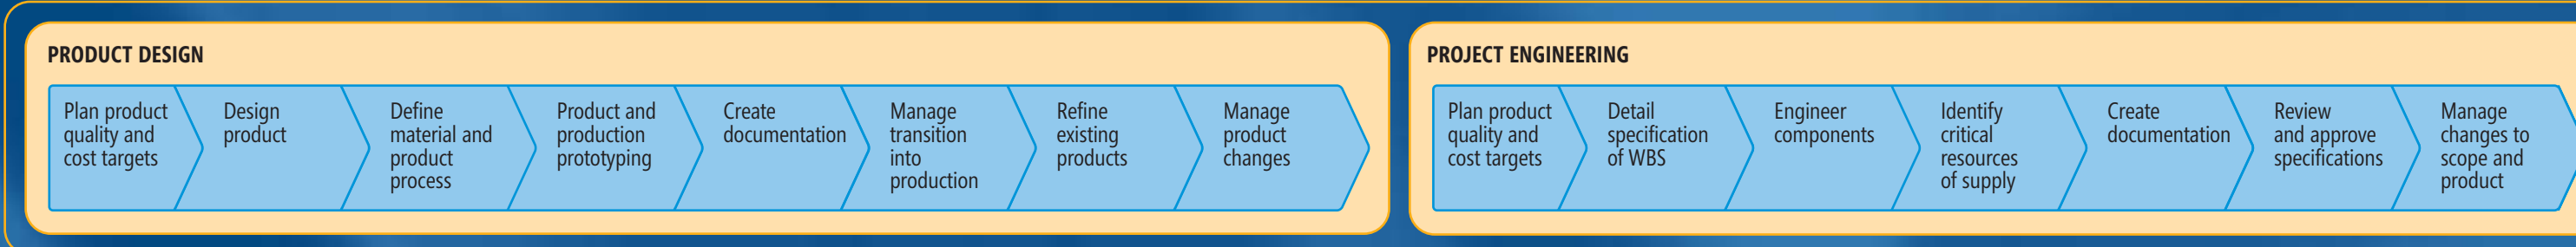 PRODUCT DESIGN
Plan product
quality and
cost targets
Design
product
Define
material and
product
process
Product and
production
prototyping
Create
documentation
Manage
transition
into
production
Refine
existing
products
Manage
product
changes
PROJECT ENGINEERING
Plan product
quality and
cost targets
Detail
specification
of WBS
Engineer
components
Identify
critical
resources
of supply
Create
documentation
Review
and approve
specifications
Manage
changes to
scope and
product